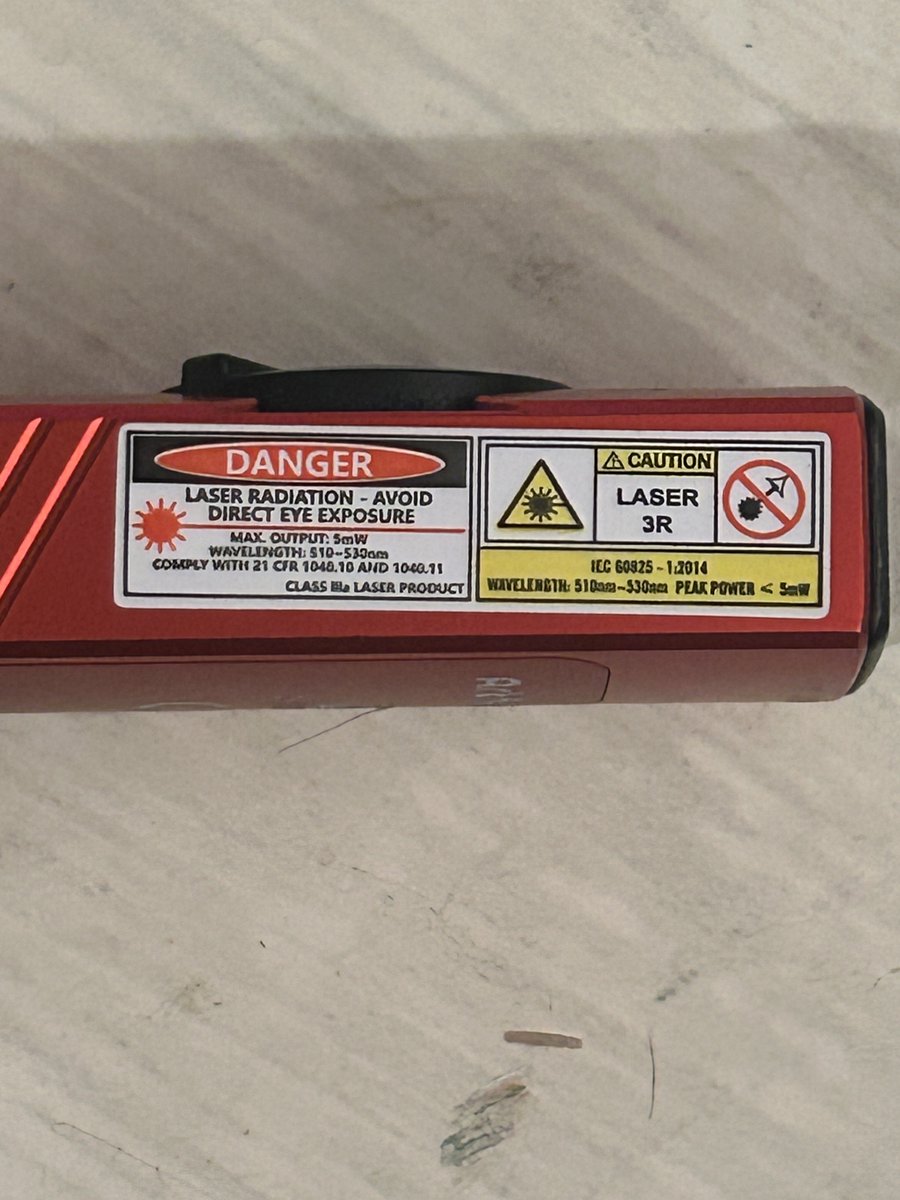 DANGER
LASER RADIATION - AVOID
DIRECT EYE EXPOSURE
MAX. OUTPUT: 5mW
WAVELENGTH: 510~530nm
COMPLY WITH 21 CFR 1040.10 AND 1040.11
CLASS IIIa LASER PRODUCT
CAUTION
LASER
3R
IEC 60825 - 1:2014
WAVELENGTH: 510nm~530nm PEAK POWER < 5mW